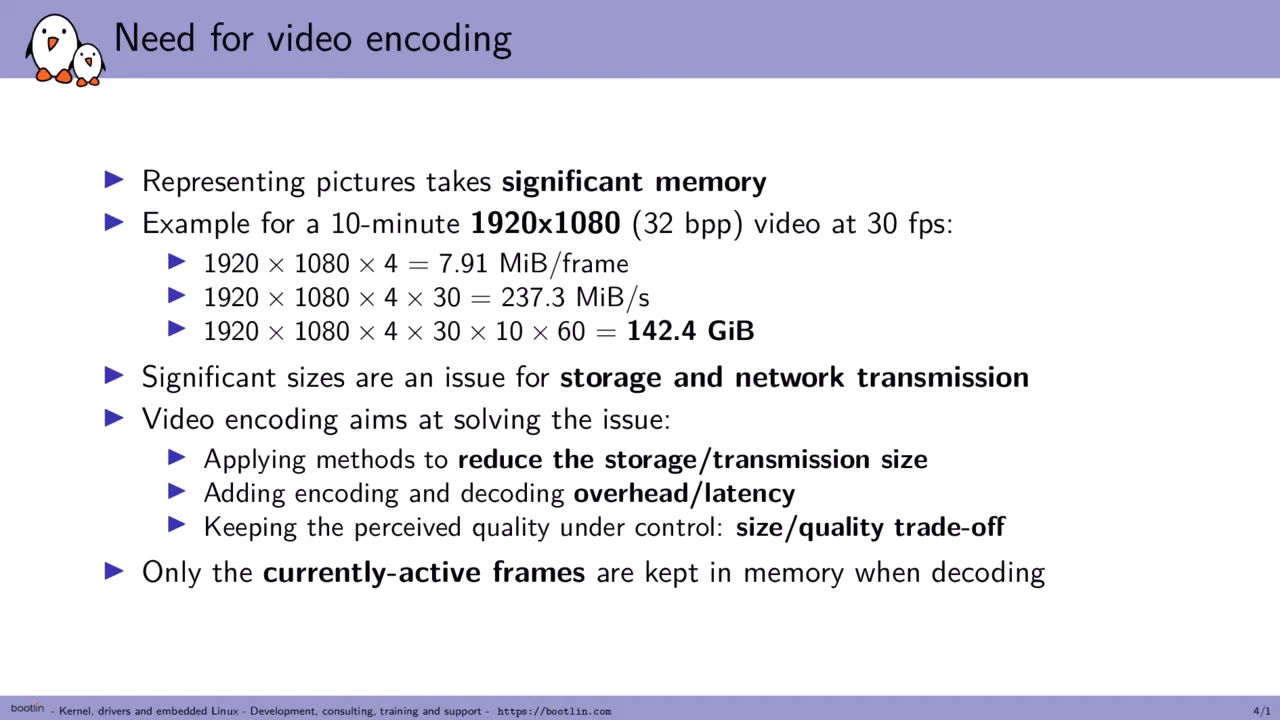 Need for video encoding
▶ Representing pictures takes significant memory
▶ Example for a 10-minute 1920x1080 (32 bpp) video at 30 fps:
▶ 1920 × 1080 × 4 = 7.91 MiB/frame
▶ 1920 × 1080 × 4 × 30 = 237.3 MiB/s
▶ 1920 × 1080 × 4 × 30 × 10 × 60 = 142.4 GiB
▶ Significant sizes are an issue for storage and network transmission
▶ Video encoding aims at solving the issue:
▶ Applying methods to reduce the storage/transmission size
▶ Adding encoding and decoding overhead/latency
▶ Keeping the perceived quality under control: size/quality trade-off
▶ Only the currently-active frames are kept in memory when decoding
bootlin - Kernel, drivers and embedded Linux - Development, consulting, training and support - https://bootlin.com 4/1